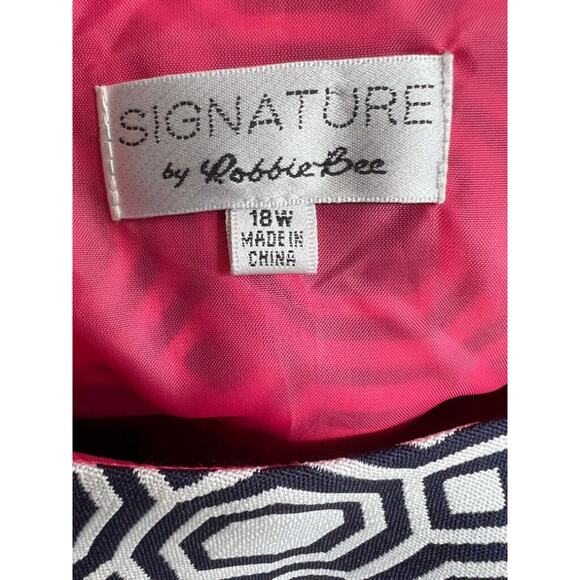 SIGNATURE
by Robbie Bee
18W
MADE IN
CHINA